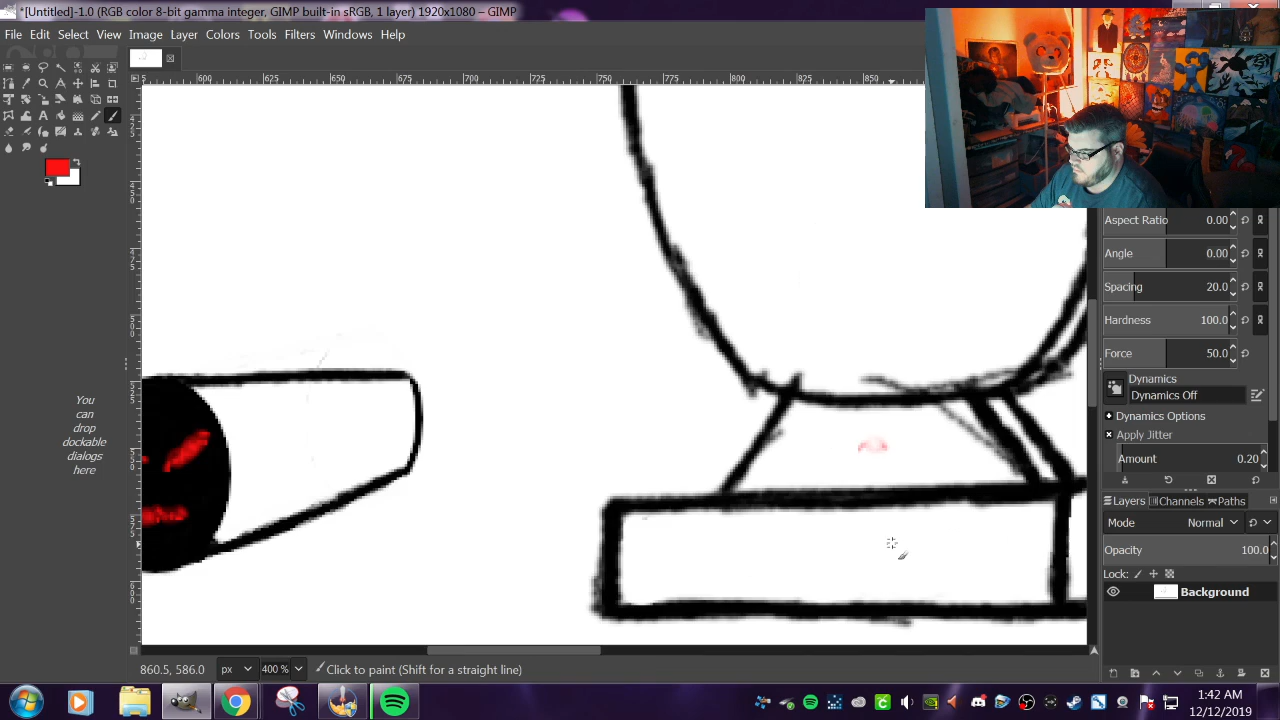 *[Untitled]-1.0 (RGB color 8-bit gamma integer, GIMP built-in sRGB, 1 layer) 1920x1080 – GIMP
File Edit Select View Image Layer Colors Tools Filters Windows Help
600 625 650 675 700 725 750 775 800 825 850
Aspect Ratio 0.00
Angle 0.00
Spacing 20.0
Hardness 100.0
Force 50.0
Dynamics
Dynamics Off
Dynamics Options
Apply Jitter
Amount 0.20
You
can
drop
dockable
dialogs
here
Layers Channels Paths
Mode Normal
Opacity 100.0
Lock:
Background
860.5, 586.0 px 400 % Click to paint (Shift for a straight line)
1:42 AM
12/12/2019